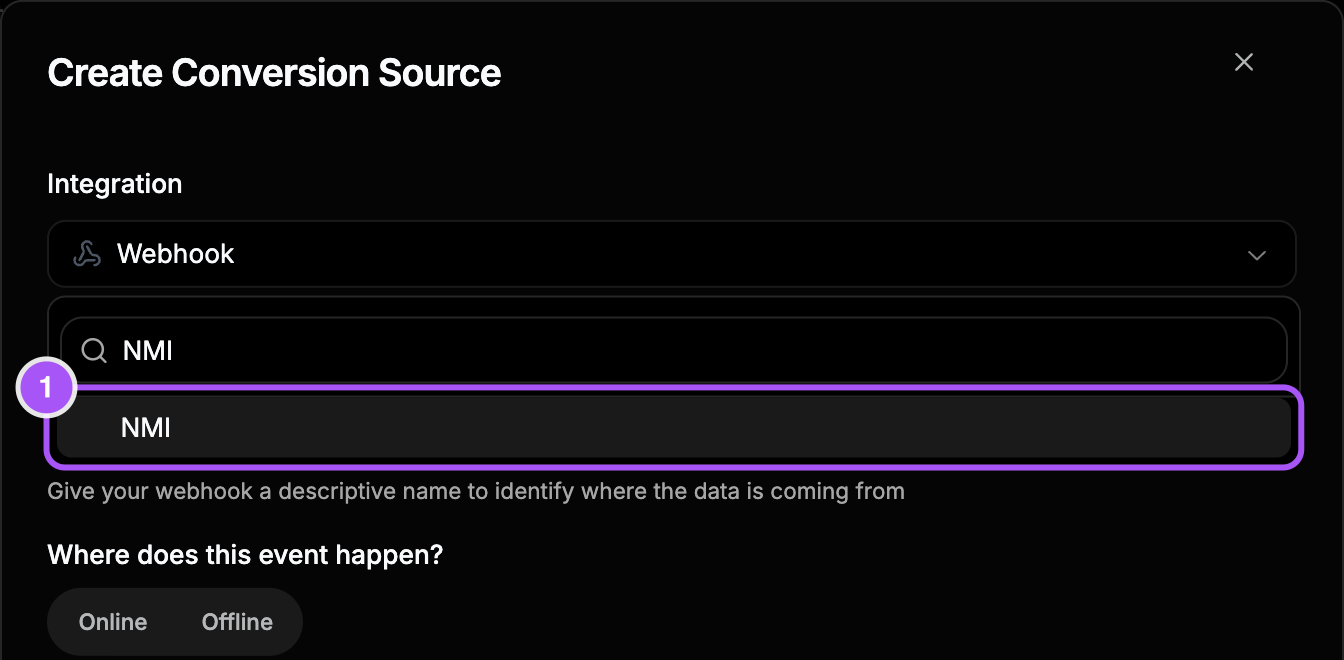 Create Conversion Source
Integration
Webhook
NMI
1
NMI
Give your webhook a descriptive name to identify where the data is coming from
Where does this event happen?
Online Offline